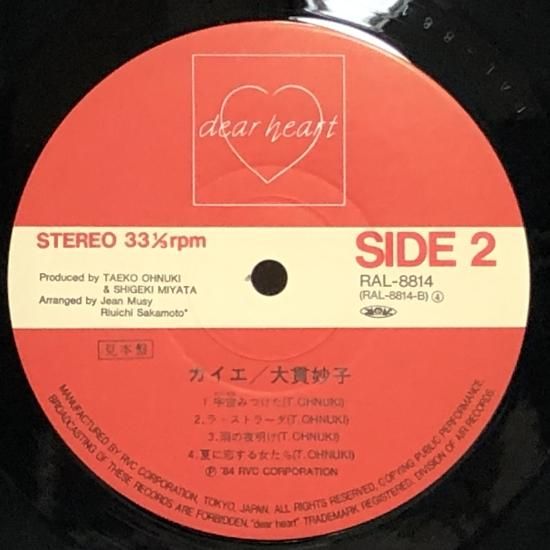 dear heart
STEREO 33⅓rpm
SIDE 2
Produced by TAEKO OHNUKI
& SHIGEKI MIYATA
Arranged by Jean Musy
Riuichi Sakamoto*
RAL-8814
(RAL-8814-B) ④
見本盤
カイエ/大貫妙子
1. 宇宙みつけた(T.OHNUKI)
2. ラ・ストラーダ(T.OHNUKI)
3. 雨の夜明け(T.OHNUKI)
4. 夏に恋する女たち(T.OHNUKI)
Ⓟ '84 RVC CORPORATION
MANUFACTURED BY RVC CORPORATION, TOKYO, JAPAN. ALL RIGHTS RESERVED, COPYING PUBLIC PERFORMANCE,
BROADCASTING OF THESE RECORDS ARE FORBIDDEN. "dear heart" TRADEMARK REGISTERED, DIVISION OF AIR RECORDS